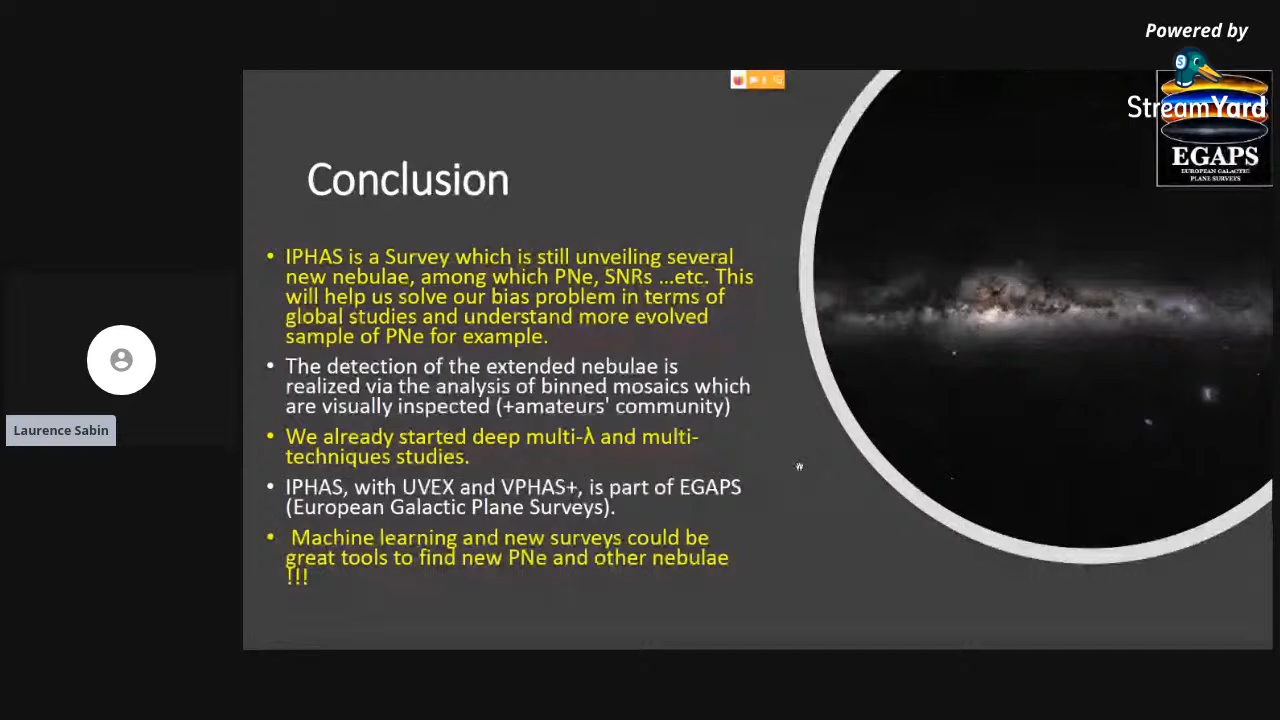 Powered by
StreamYard
EGAPS
EUROPEAN GALACTIC
PLANE SURVEYS
Conclusion
• IPHAS is a Survey which is still unveiling several
new nebulae, among which PNe, SNRs ...etc. This
will help us solve our bias problem in terms of
global studies and understand more evolved
sample of PNe for example.
• The detection of the extended nebulae is
realized via the analysis of binned mosaics which
are visually inspected (+amateurs' community)
• We already started deep multi-λ and multi-
techniques studies.
• IPHAS, with UVEX and VPHAS+, is part of EGAPS
(European Galactic Plane Surveys).
• Machine learning and new surveys could be
great tools to find new PNe and other nebulae
!!!
Laurence Sabin